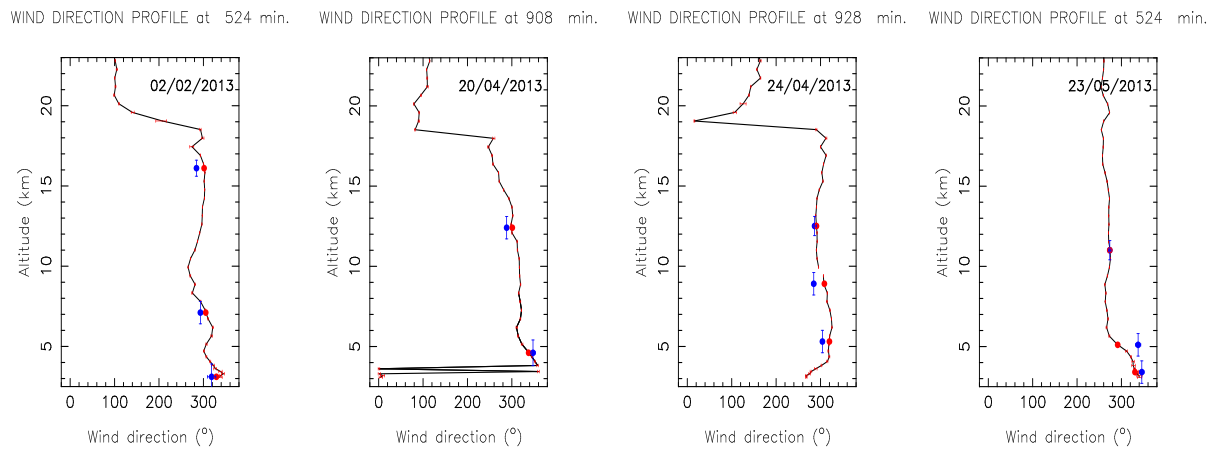 WIND DIRECTION PROFILE at 524 min.
WIND DIRECTION PROFILE at 908 min.
WIND DIRECTION PROFILE at 928 min.
WIND DIRECTION PROFILE at 524 min.
02/02/2013
20/04/2013
24/04/2013
23/05/2013
Altitude (km)
20
15
10
5
0 100 200 300
Wind direction (°)
Altitude (km)
20
15
10
5
0 100 200 300
Wind direction (°)
Altitude (km)
20
15
10
5
0 100 200 300
Wind direction (°)
Altitude (km)
20
15
10
5
0 100 200 300
Wind direction (°)